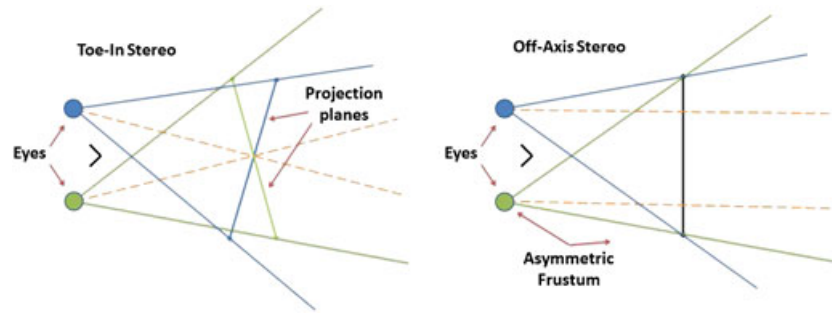 Toe-In Stereo
Projection
planes
Eyes
Off-Axis Stereo
Eyes
Asymmetric
Frustum